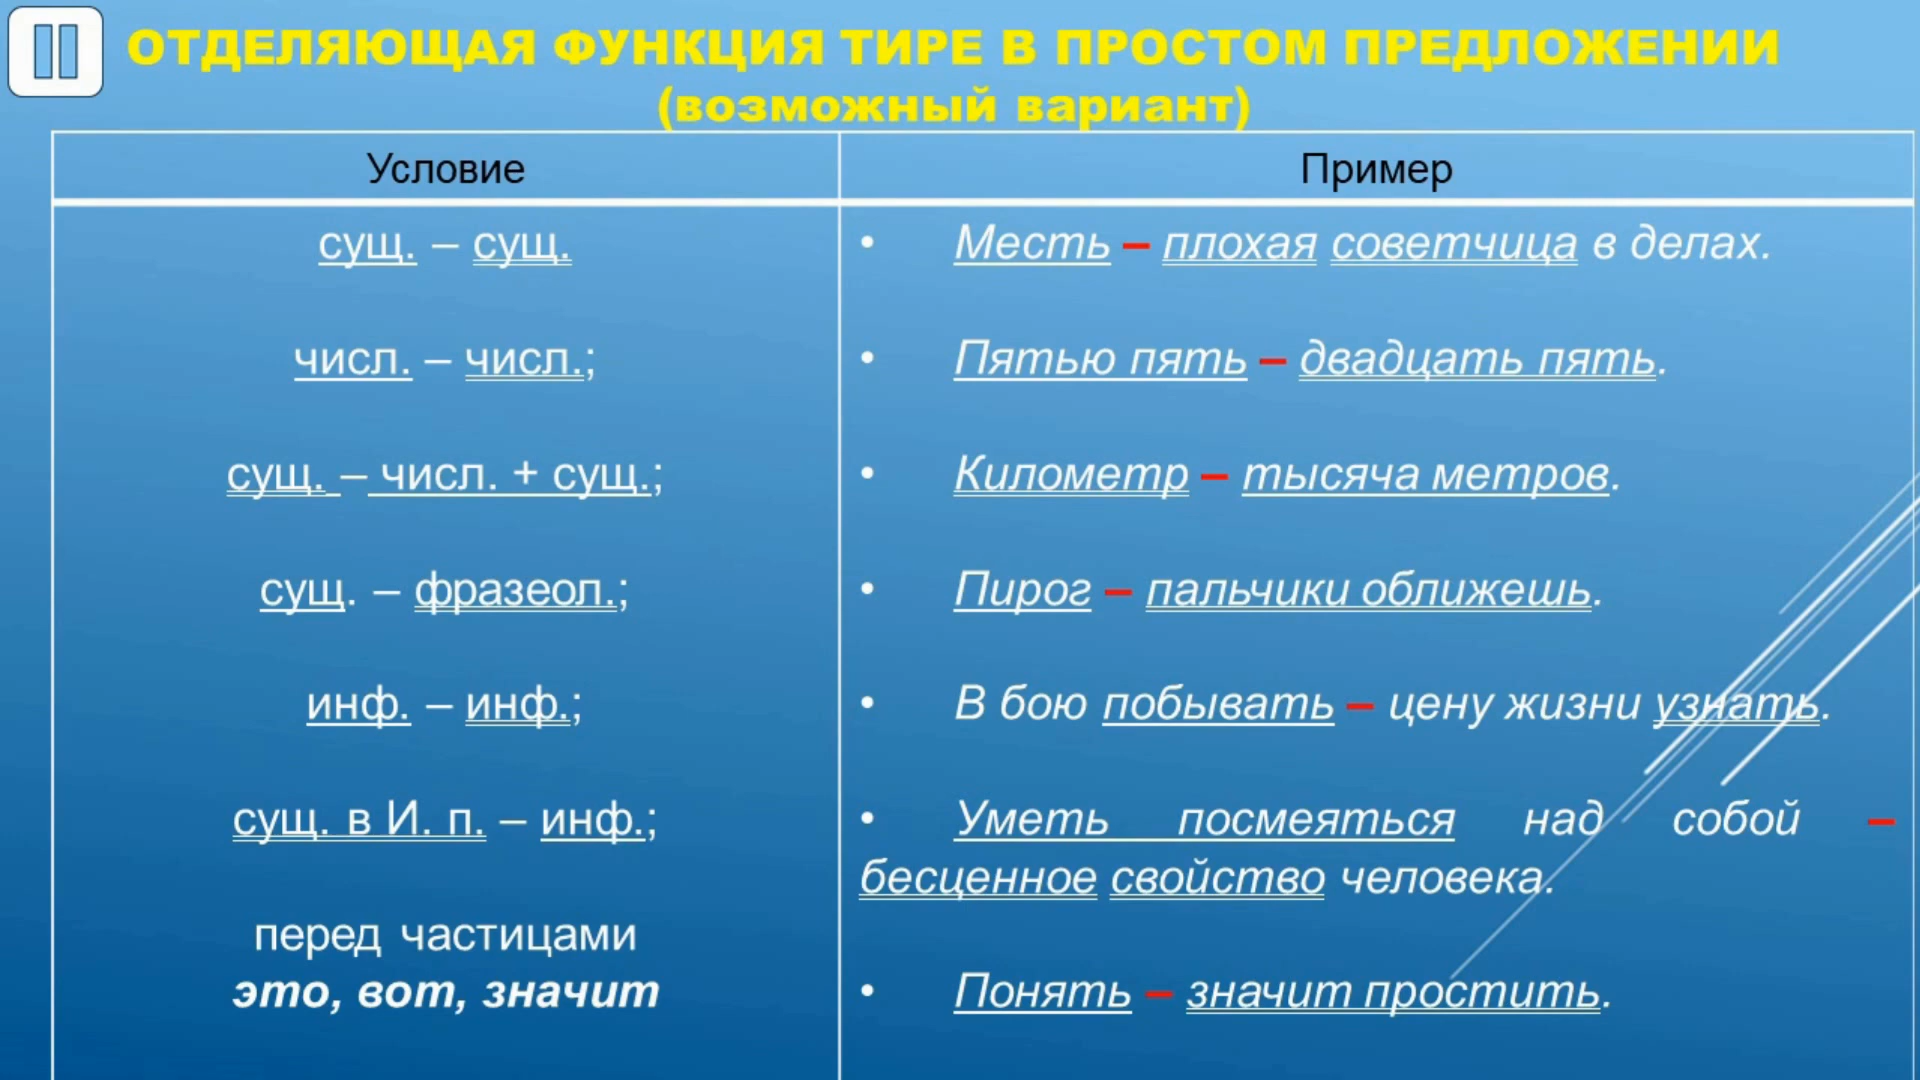 ОТДЕЛЯЮЩАЯ ФУНКЦИЯ ТИРЕ В ПРОСТОМ ПРЕДЛОЖЕНИИ
(возможный вариант)
Условие
Пример
сущ. – сущ.
• Месть – плохая советчица в делах.
числ. – числ.;
• Пятью пять – двадцать пять.
сущ. – числ. + сущ.;
• Километр – тысяча метров.
сущ. – фразеол.;
• Пирог – пальчики оближешь.
инф. – инф.;
• В бою побывать – цену жизни узнать.
сущ. в И. п. – инф.;
• Уметь посмеяться над собой –
бесценное свойство человека.
перед частицами
это, вот, значит
• Понять – значит простить.